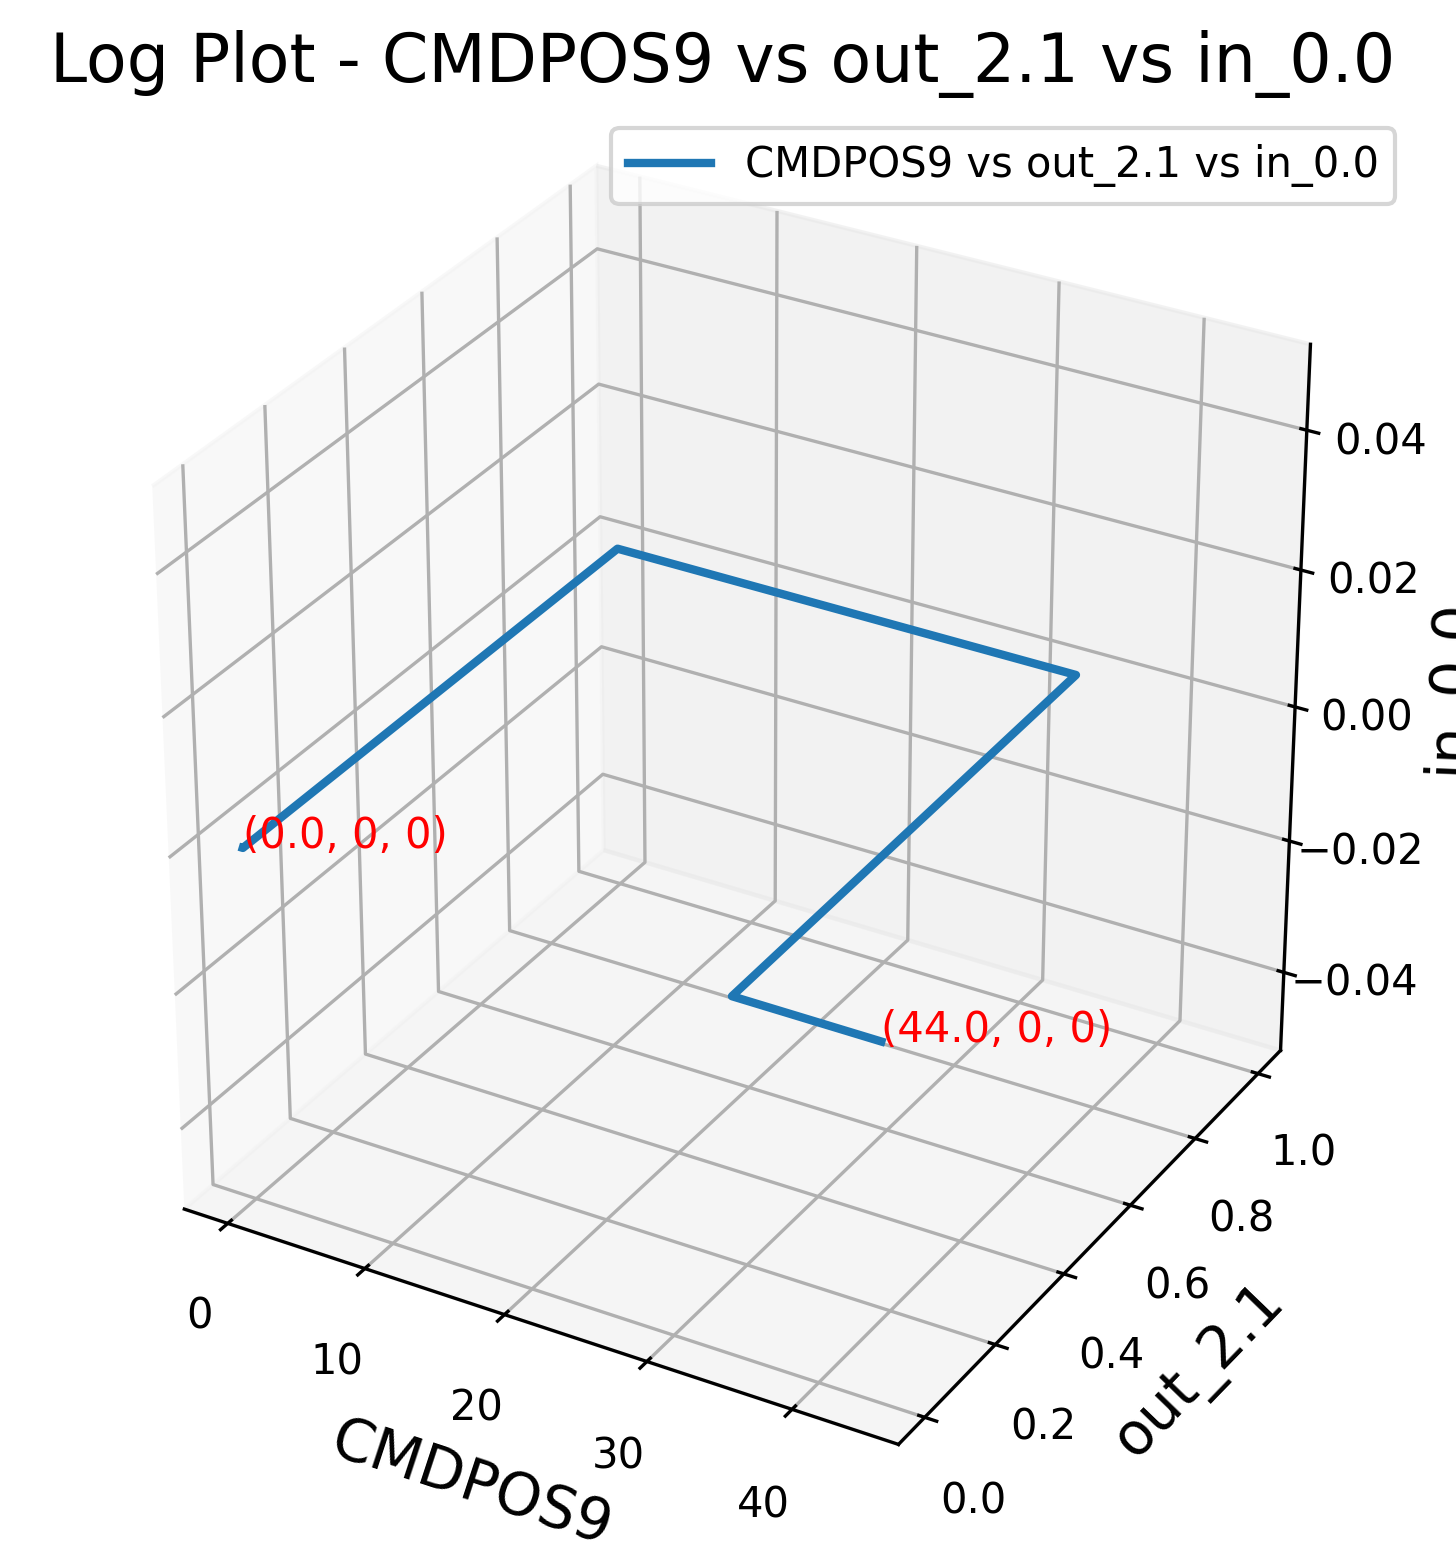 Log Plot - CMDPOS9 vs out_2.1 vs in_0.0
CMDPOS9 vs out_2.1 vs in_0.0
0.04
0.02
0.00
−0.02
−0.04
in_0.0
(0.0, 0, 0)
(44.0, 0, 0)
1.0
0.8
0.6
0.4
0.2
0.0
out_2.1
0
10
20
30
40
CMDPOS9